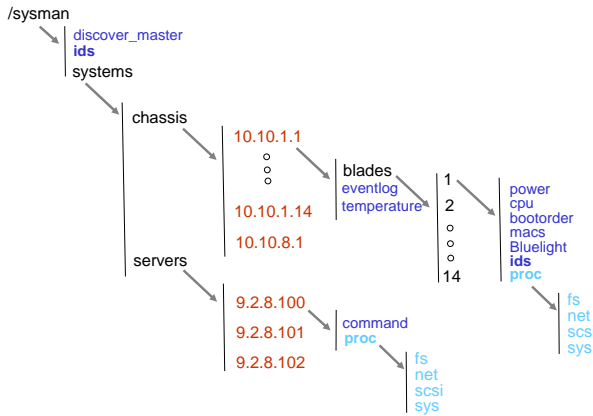 /sysman
discover_master
ids
systems
chassis
10.10.1.1
10.10.1.14
10.10.8.1
blades
eventlog
temperature
1
2
14
power
cpu
bootorder
macs
Bluelight
ids
proc
fs
net
scs
sys
servers
9.2.8.100
9.2.8.101
9.2.8.102
command
proc
fs
net
scsi
sys